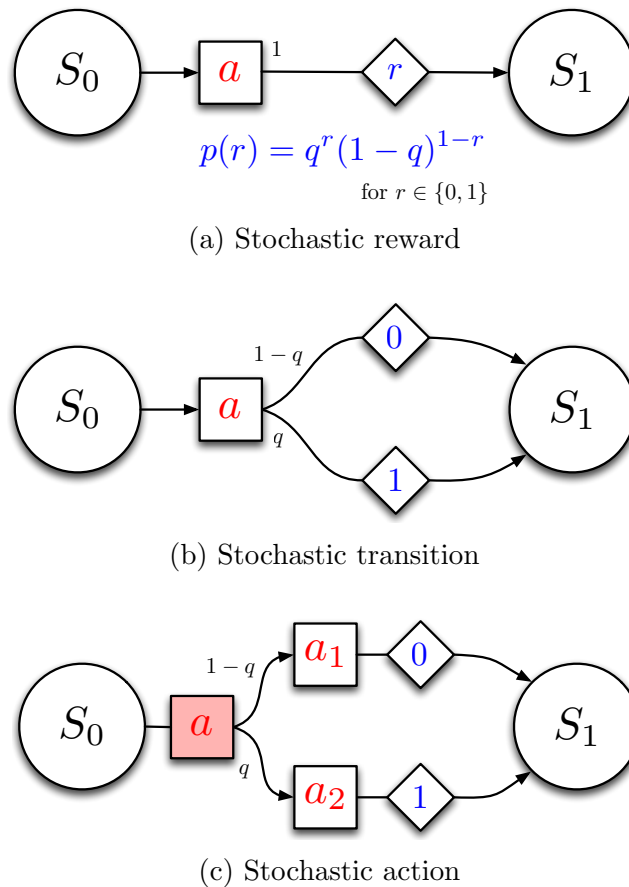 S₀ a 1 r S₁
p(r) = q^r(1 − q)^{1−r}
for r ∈ {0, 1}
(a) Stochastic reward
0
1 − q
S₀ a S₁
q
1
(b) Stochastic transition
a₁ 0
1 − q
S₀ a S₁
q
a₂ 1
(c) Stochastic action